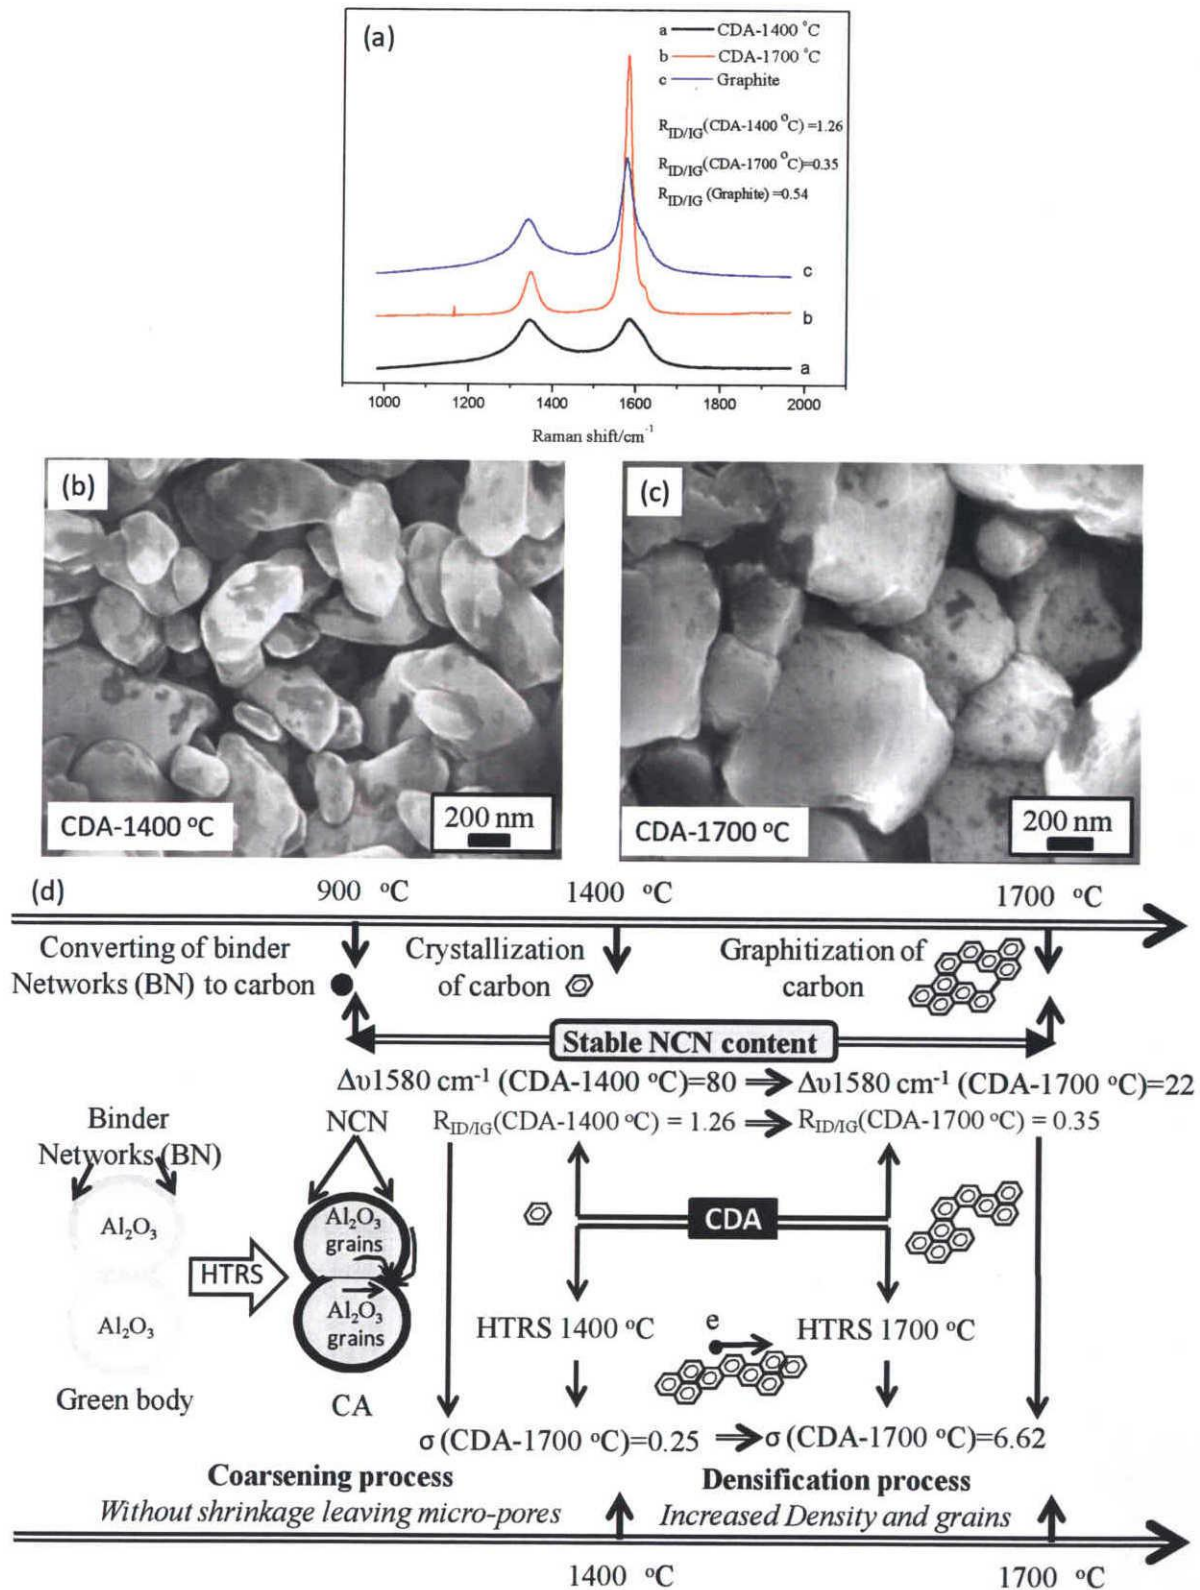 (a)
a CDA-1400 °C
b CDA-1700 °C
c Graphite
R_ID/IG(CDA-1400 °C)=1.26
R_ID/IG(CDA-1700 °C)=0.35
R_ID/IG (Graphite)=0.54
c
b
a
1000 1200 1400 1600 1800 2000
Raman shift/cm⁻¹
(b)
CDA-1400 °C
200 nm
(c)
CDA-1700 °C
200 nm
(d)
900 °C 1400 °C 1700 °C
Converting of binder
Networks (BN) to carbon
Crystallization
of carbon
Graphitization of
carbon
Stable NCN content
Δυ1580 cm⁻¹ (CDA-1400 °C)=80 Δυ1580 cm⁻¹ (CDA-1700 °C)=22
R_ID/IG(CDA-1400 °C) = 1.26 R_ID/IG(CDA-1700 °C) = 0.35
Binder
Networks (BN)
Al₂O₃
Al₂O₃
Green body
HTRS
NCN
Al₂O₃
grains
Al₂O₃
grains
CA
CDA
HTRS 1400 °C
e
HTRS 1700 °C
σ (CDA-1700 °C)=0.25 σ (CDA-1700 °C)=6.62
Coarsening process
Without shrinkage leaving micro-pores
Densification process
Increased Density and grains
1400 °C 1700 °C